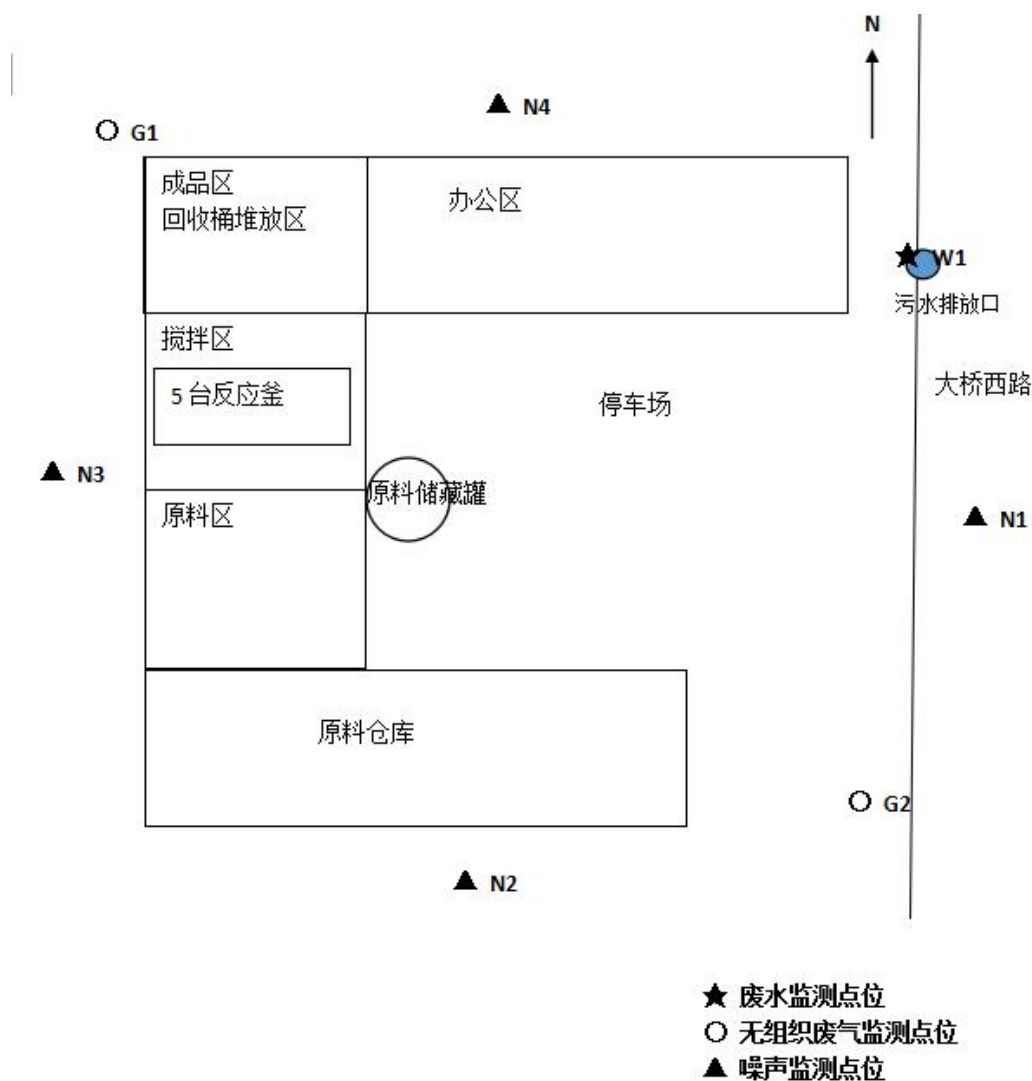 N
N4
G1
成品区
回收桶堆放区
办公区
W1
污水排放口
搅拌区
5 台反应釜
大桥西路
停车场
N3
原料储藏罐
原料区
N1
原料仓库
G2
N2
★ 废水监测点位
○ 无组织废气监测点位
▲ 噪声监测点位